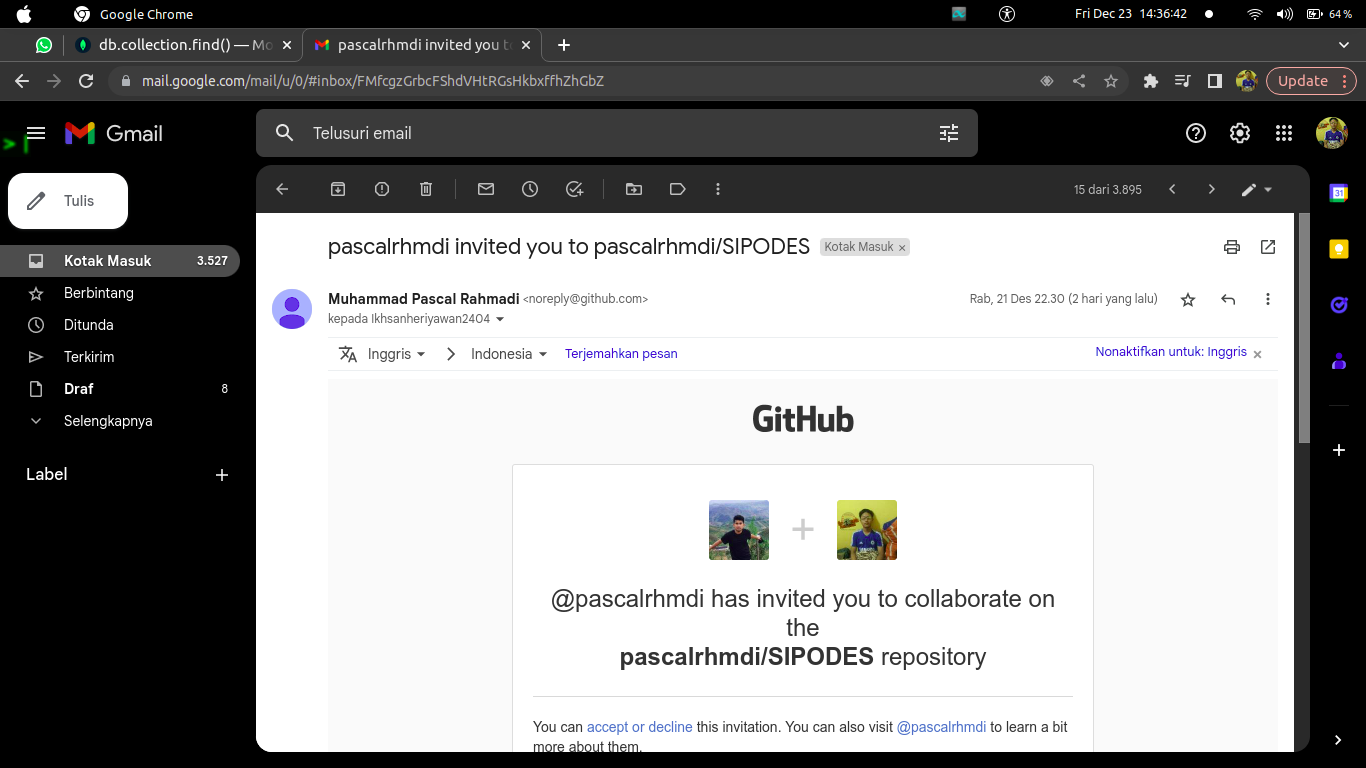 Google Chrome
Fri Dec 23 14:36:42
64 %
db.collection.find() — Mo
pascalrhmdi invited you to
mail.google.com/mail/u/0/#inbox/FMfcgzGrbcFShdVHtRGsHkbxffhZhGbZ
Update
>
Gmail
Telusuri email
Tulis
15 dari 3.895
31
pascalrhmdi invited you to pascalrhmdi/SIPODES
Kotak Masuk ×
Kotak Masuk 3.527
Berbintang
Ditunda
Terkirim
Draf 8
Selengkapnya
Label
Muhammad Pascal Rahmadi <noreply@github.com>
Rab, 21 Des 22.30 (2 hari yang lalu)
kepada Ikhsanheriyawan2404
Inggris
Indonesia
Terjemahkan pesan
Nonaktifkan untuk: Inggris
GitHub
@pascalrhmdi has invited you to collaborate on
the
pascalrhmdi/SIPODES repository
You can accept or decline this invitation. You can also visit @pascalrhmdi to learn a bit
more about them.